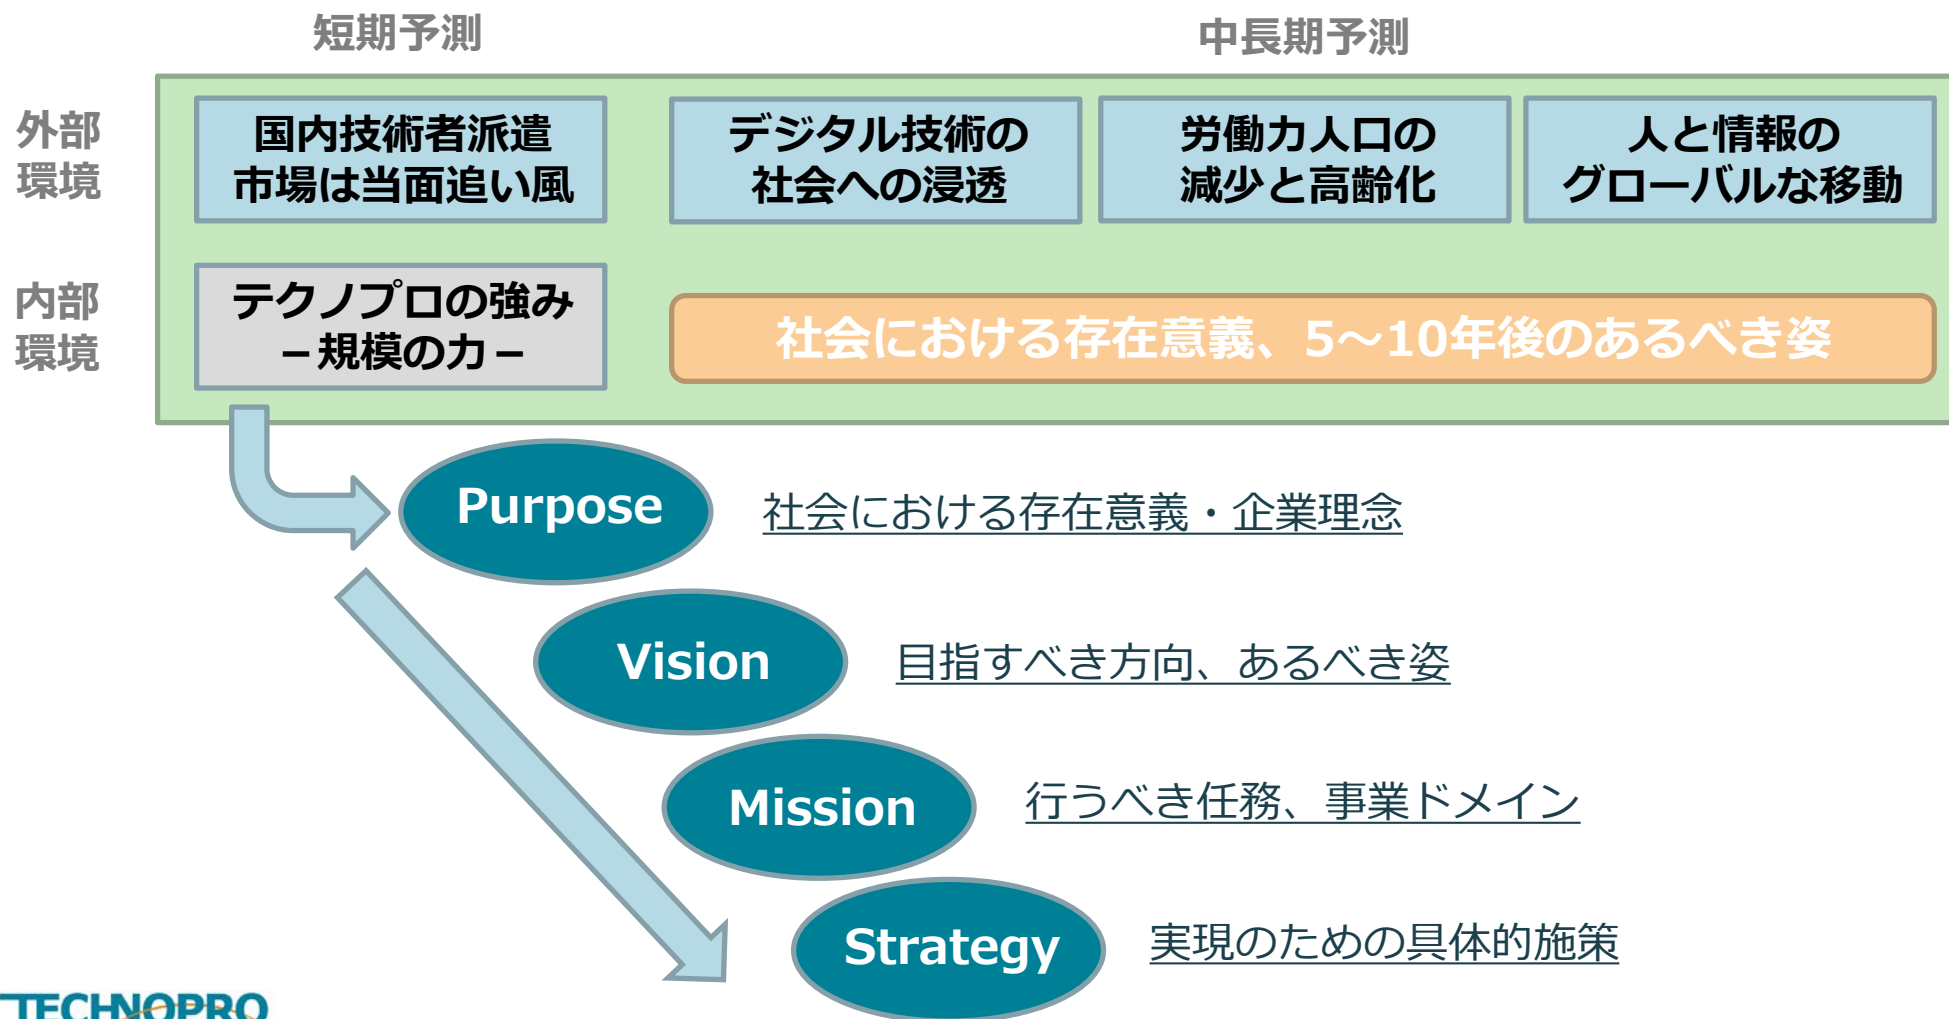 短期予測
中長期予測
外部
環境
国内技術者派遣
市場は当面追い風
デジタル技術の
社会への浸透
労働力人口の
減少と高齢化
人と情報の
グローバルな移動
内部
環境
テクノプロの強み
－規模の力－
社会における存在意義、5～10年後のあるべき姿
Purpose
社会における存在意義・企業理念
Vision
目指すべき方向、あるべき姿
Mission
行うべき任務、事業ドメイン
Strategy
実現のための具体的施策
TECHNOPRO